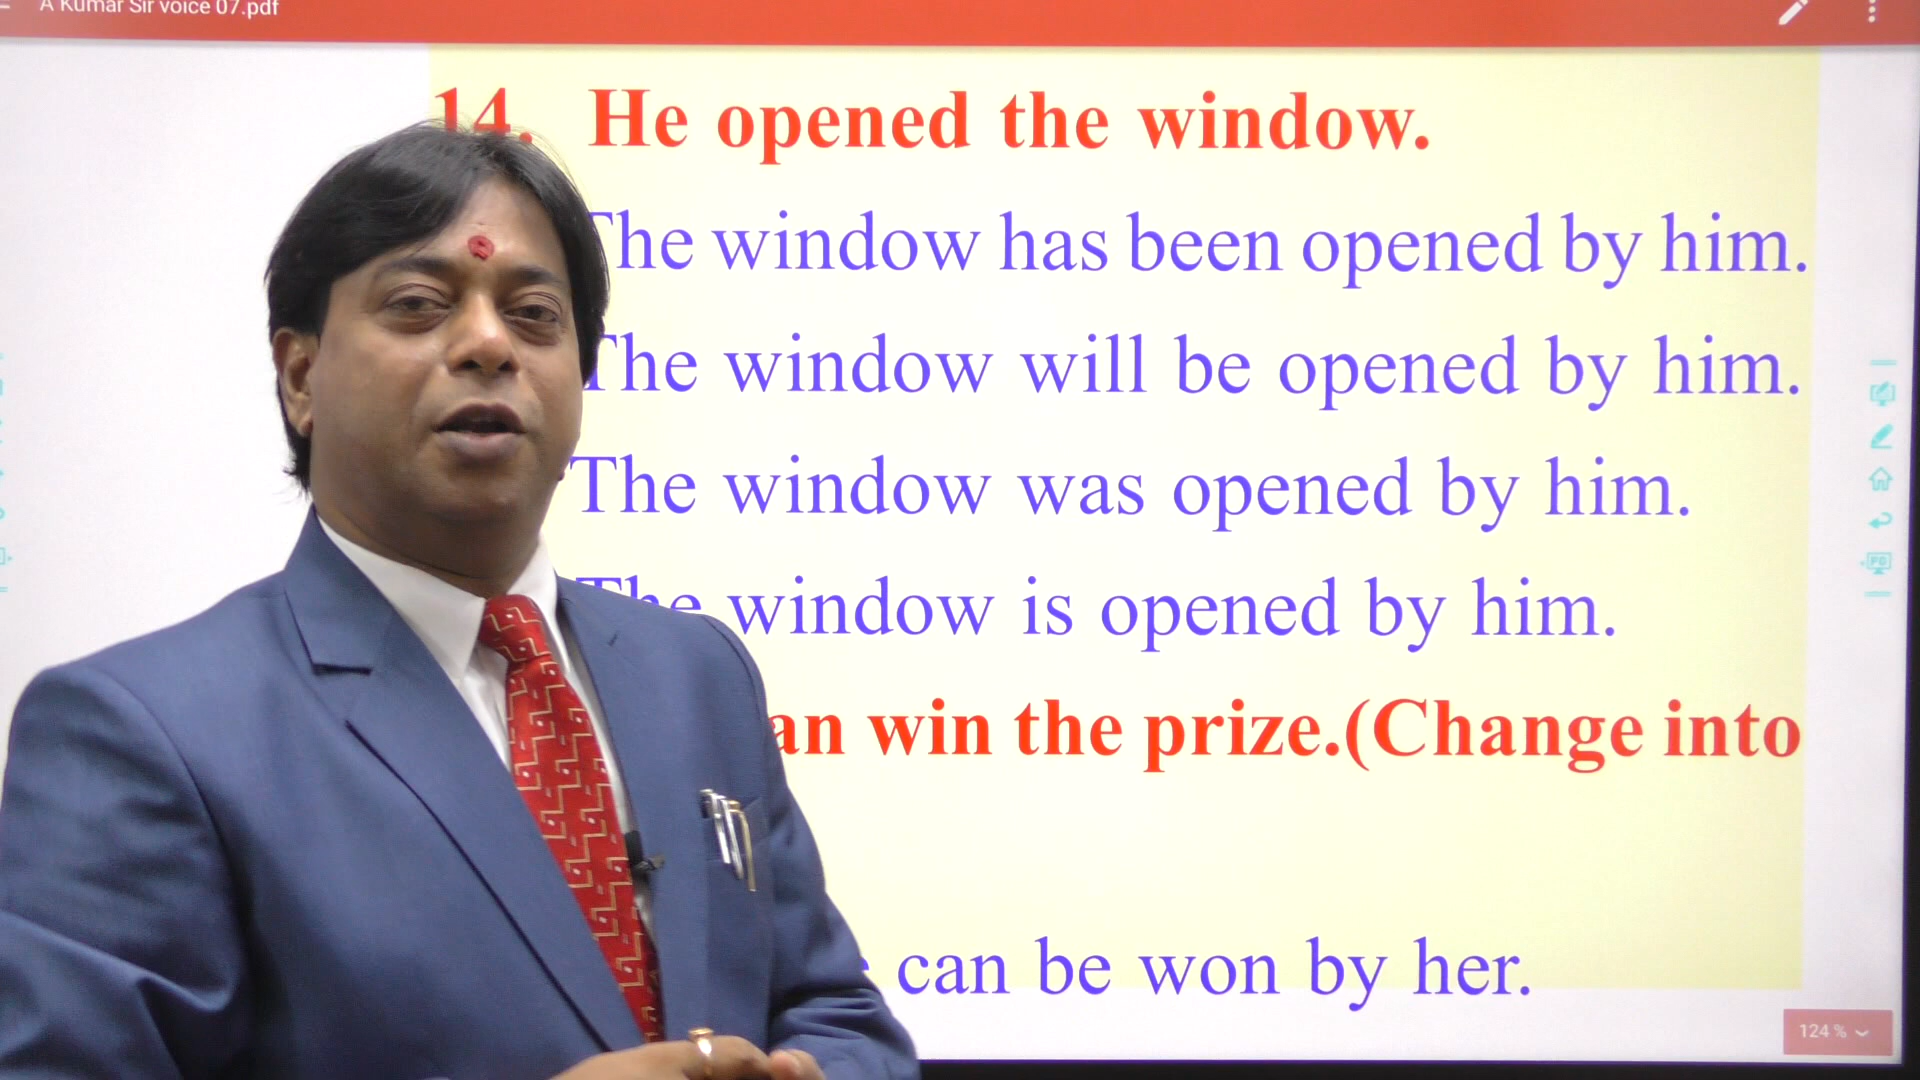 A Kumar Sir voice 07.pdf
14. He opened the window.
The window has been opened by him.
The window will be opened by him.
The window was opened by him.
The window is opened by him.
win the prize.(Change into
can be won by her.
124 %